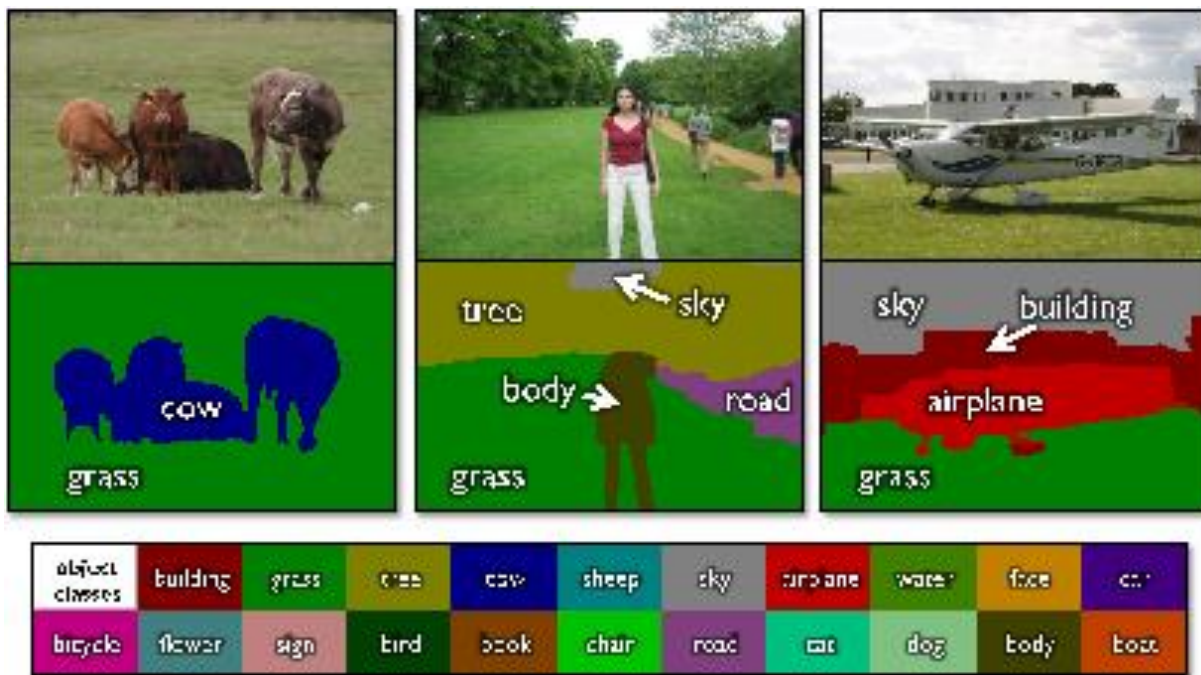 tree
sky
sky
building
body
road
cow
airplane
grass
grass
grass
object
classes
building
grass
tree
cow
sheep
sky
airplane
water
face
car
bicycle
flower
sign
bird
book
chair
road
cat
dog
body
boat